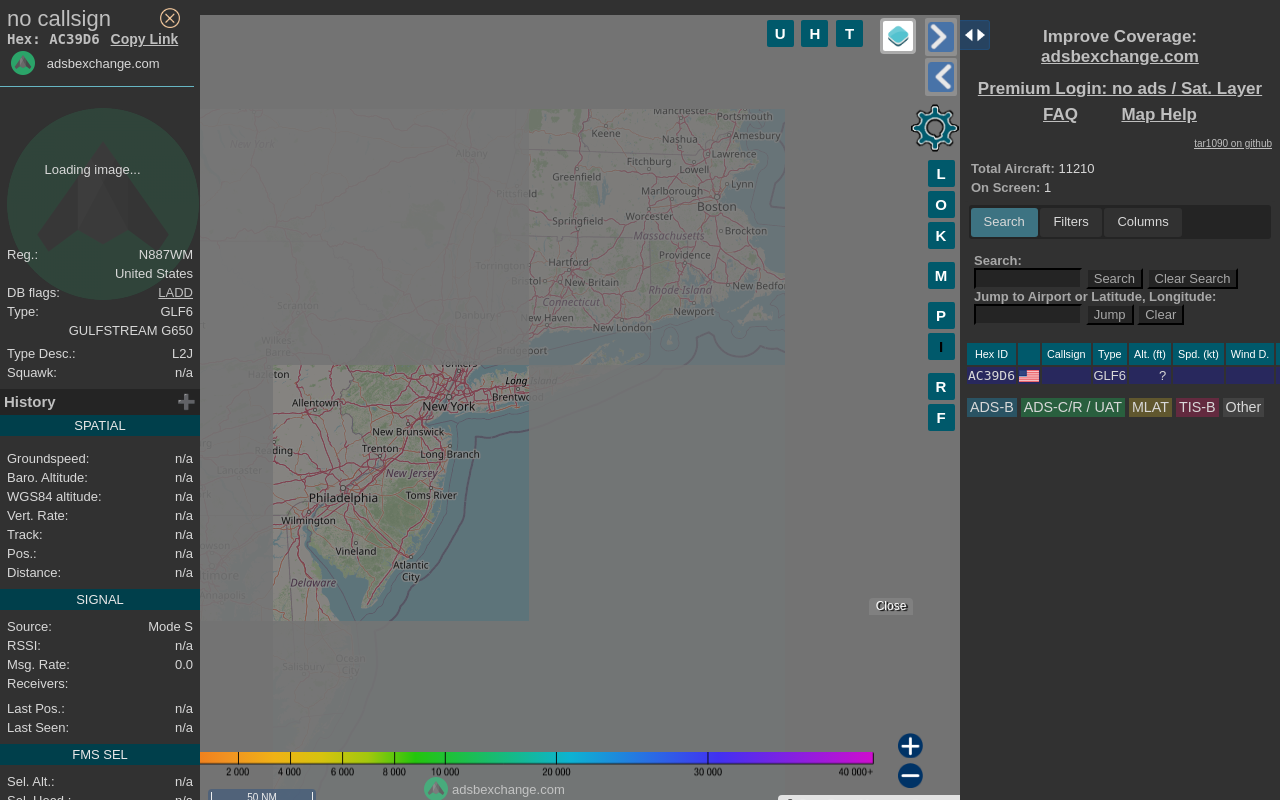 no callsign
Hex: AC39D6 Copy Link
adsbexchange.com
Loading image...
Reg.: N887WM
United States
DB flags: LADD
Type: GLF6
GULFSTREAM G650
Type Desc.: L2J
Squawk: n/a
History
SPATIAL
Groundspeed: n/a
Baro. Altitude: n/a
WGS84 altitude: n/a
Vert. Rate: n/a
Track: n/a
Pos.: n/a
Distance: n/a
SIGNAL
Source: Mode S
RSSI: n/a
Msg. Rate: 0.0
Receivers:
Last Pos.: n/a
Last Seen: n/a
FMS SEL
Sel. Alt.: n/a
Sel. Head.: n/a
U H T
L
O
K
M
P
I
R
F
Manchester
Portsmouth
Keene
Nashua
Amesbury
Albany
Fitchburg
Lawrence
Lowell
Greenfield
Pittsfield
Marlborough
Lynn
Worcester
Boston
Springfield
Massachusetts
Brockton
Hartford
Providence
Torrington
Bristol
New Britain
New Bedford
Scranton
Connecticut
Rhode Island
Danbury
New Haven
Newport
New London
Bridgeport
Yonkers
Long Island
Allentown
New York
Brentwood
New Brunswick
Reading
Trenton
Long Branch
Lancaster
New Jersey
Philadelphia
Toms River
Wilmington
Vineland
Atlantic
City
Delaware
Annapolis
Salisbury
Ocean
City
Close
2 000 4 000 6 000 8 000 10 000 20 000 30 000 40 000+
adsbexchange.com
50 NM
Improve Coverage:
adsbexchange.com
Premium Login: no ads / Sat. Layer
FAQ Map Help
tar1090 on github
Total Aircraft: 11210
On Screen: 1
Search Filters Columns
Search:
Search Clear Search
Jump to Airport or Latitude, Longitude:
Jump Clear
Hex ID Callsign Type Alt. (ft) Spd. (kt) Wind D.
AC39D6 GLF6 ?
ADS-B ADS-C/R / UAT MLAT TIS-B Other